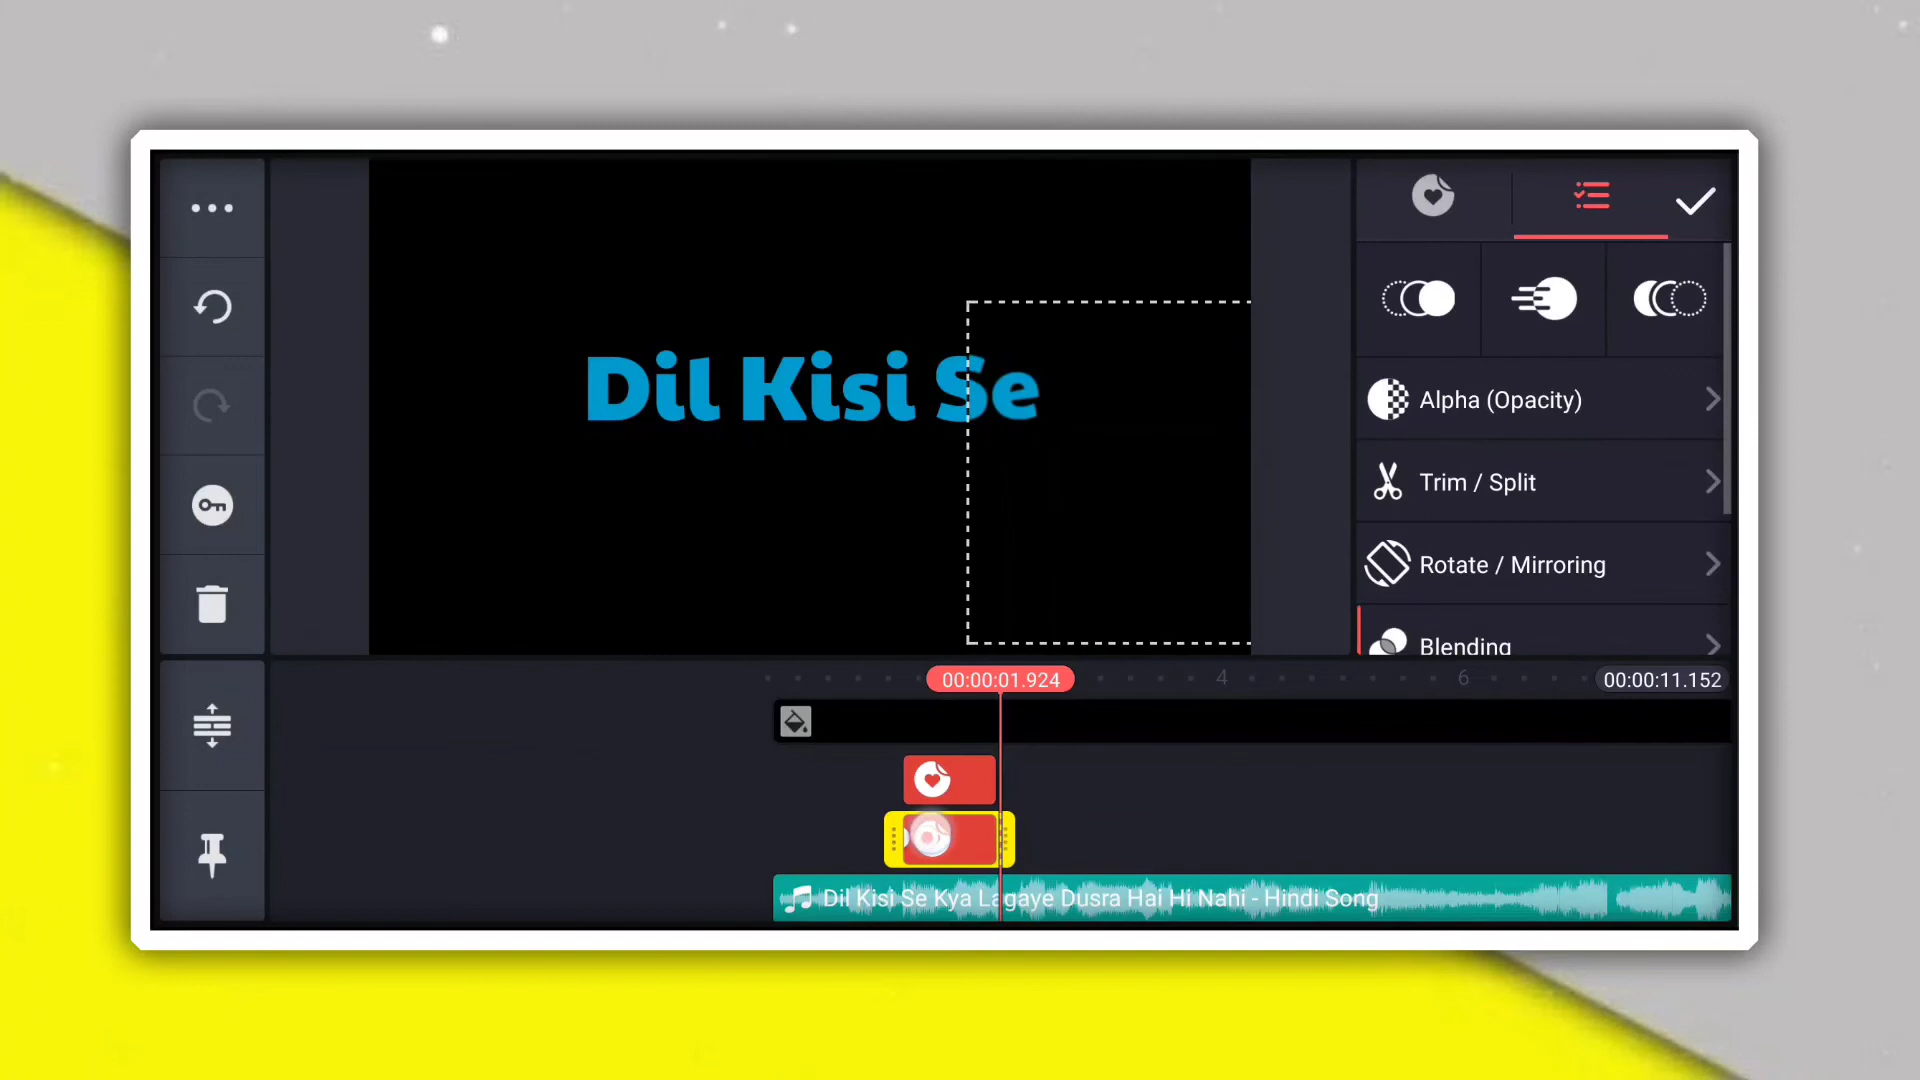 Dil Kisi Se
Alpha (Opacity)
Trim / Split
Rotate / Mirroring
Blending
00:00:01.924
4
6
00:00:11.152
Dil Kisi Se Kya Lagaye Dusra Hai Hi Nahi - Hindi Song